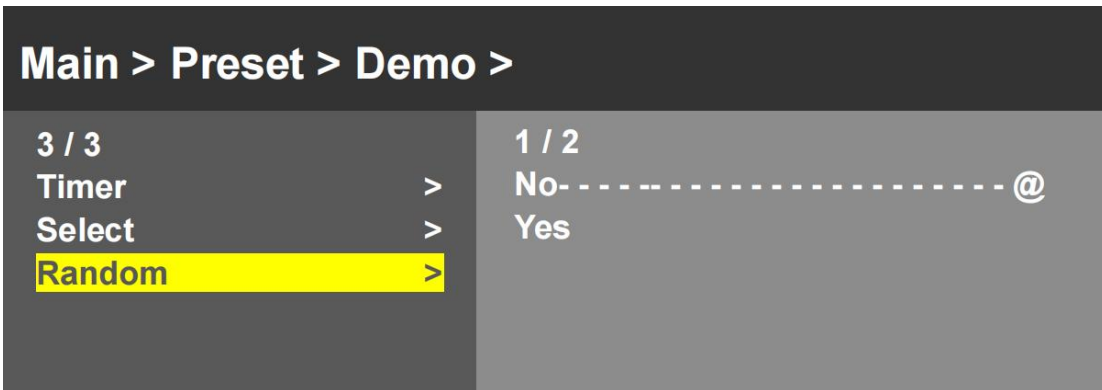 Main > Preset > Demo >
3 / 3
Timer >
Select >
Random >
1 / 2
No- - - - -- - - - - - - - - - - - - - - - - - - @
Yes